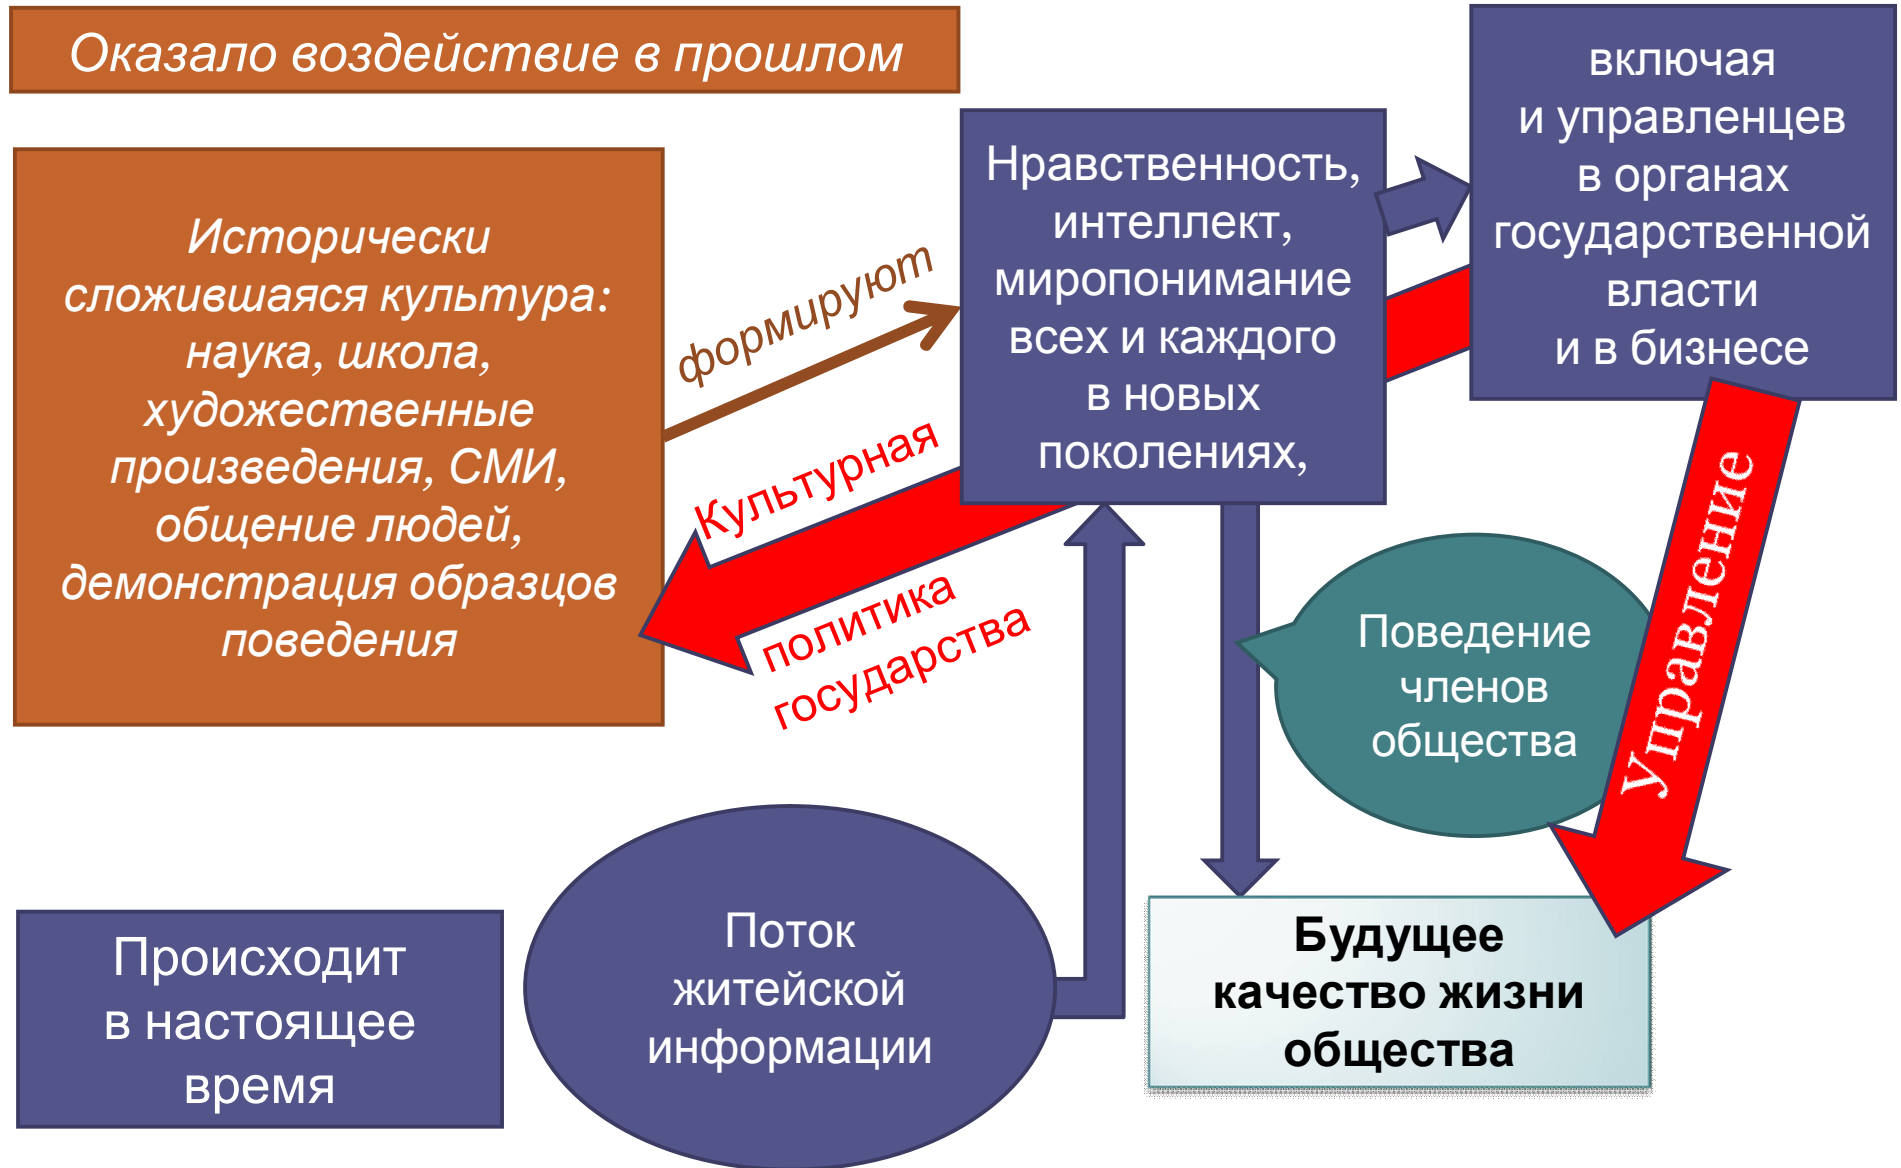 Оказало воздействие в прошлом
Исторически
сложившаяся культура:
наука, школа,
художественные
произведения, СМИ,
общение людей,
демонстрация образцов
поведения
формируют
Культурная
политика
государства
Нравственность,
интеллект,
миропонимание
всех и каждого
в новых
поколениях,
включая
и управленцев
в органах
государственной
власти
и в бизнесе
Управление
Поведение
членов
общества
Происходит
в настоящее
время
Поток
житейской
информации
Будущее
качество жизни
общества